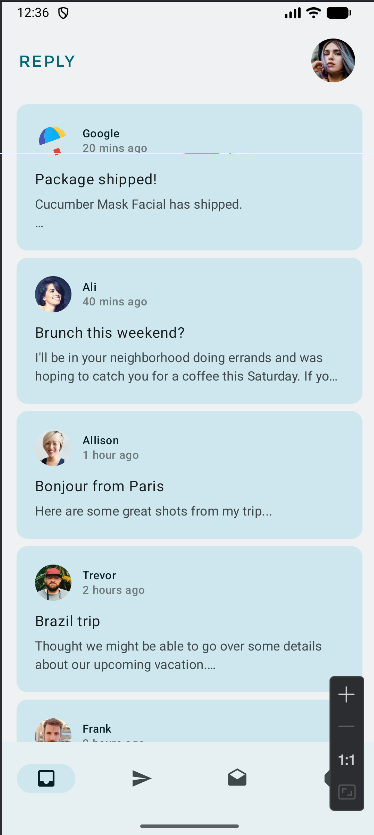 12:36
REPLY
Google
20 mins ago
Package shipped!
Cucumber Mask Facial has shipped.
...
Ali
40 mins ago
Brunch this weekend?
I'll be in your neighborhood doing errands and was
hoping to catch you for a coffee this Saturday. If yo...
Allison
1 hour ago
Bonjour from Paris
Here are some great shots from my trip...
Trevor
2 hours ago
Brazil trip
Thought we might be able to go over some details
about our upcoming vacation....
Frank
hours ago
1:1